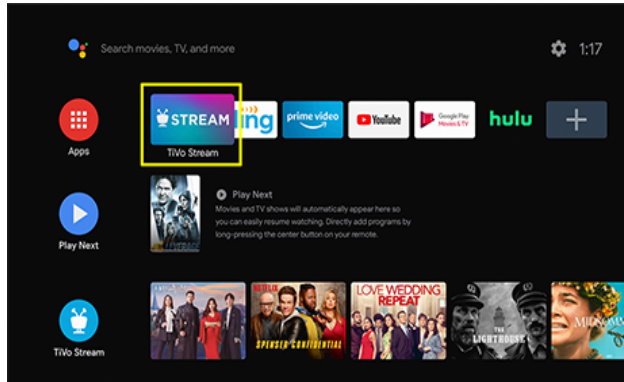 Search movies, TV, and more
1:17
STREAM
ing
prime video
YouTube
Google Play
Movies & TV
hulu
Apps
TiVo Stream
Play Next
Movies and TV shows will automatically appear here so
you can easily resume watching. Directly add programs by
long-pressing the center button on your remote.
LEVERAGE
Play Next
NETFLIX
SPENSER CONFIDENTIAL
LOVE WEDDING
REPEAT
THE
LIGHTHOUSE
MIDSOMM
TiVo Stream